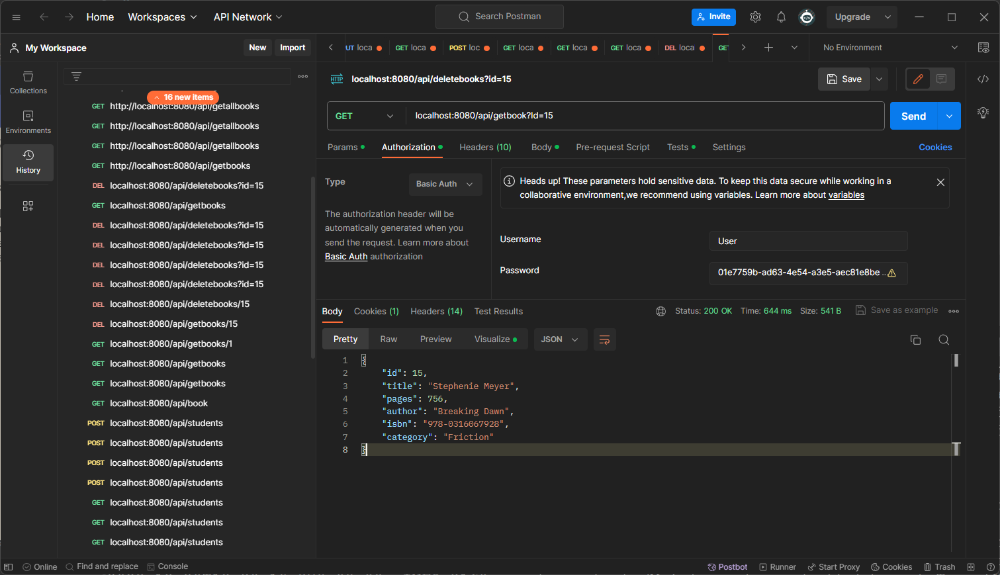 Home Workspaces API Network Search Postman Invite Upgrade
My Workspace New Import UT loca GET loca POST loc GET loca GET loca GET loca DEL loca GE No Environment
Collections
Environments
History
16 new items
GET http://localhost:8080/api/getallbooks
GET http://localhost:8080/api/getallbooks
GET http://localhost:8080/api/getallbooks
GET http://localhost:8080/api/getbooks
DEL localhost:8080/api/deletebooks?id=15
GET localhost:8080/api/getbooks
DEL localhost:8080/api/deletebooks?id=15
DEL localhost:8080/api/deletebooks?id=15
DEL localhost:8080/api/deletebooks?id=15
DEL localhost:8080/api/deletebooks?id=15
DEL localhost:8080/api/deletebooks/15
DEL localhost:8080/api/getbooks/15
GET localhost:8080/api/getbooks/1
GET localhost:8080/api/getbooks
GET localhost:8080/api/getbooks
GET localhost:8080/api/book
POST localhost:8080/api/students
POST localhost:8080/api/students
POST localhost:8080/api/students
POST localhost:8080/api/students
GET localhost:8080/api/students
GET localhost:8080/api/students
GET localhost:8080/api/students
HTTP localhost:8080/api/deletebooks?id=15 Save
GET localhost:8080/api/getbook?Id=15 Send
Params Authorization Headers (10) Body Pre-request Script Tests Settings Cookies
Type Basic Auth
The authorization header will be
automatically generated when you
send the request. Learn more about
Basic Auth authorization
Heads up! These parameters hold sensitive data. To keep this data secure while working in a
collaborative environment,we recommend using variables. Learn more about variables
Username User
Password 01e7759b-ad63-4e54-a3e5-aec81e8be ...
Body Cookies (1) Headers (14) Test Results Status: 200 OK Time: 644 ms Size: 541 B Save as example
Pretty Raw Preview Visualize JSON
1 {
2 "id": 15,
3 "title": "Stephenie Meyer",
4 "pages": 756,
5 "author": "Breaking Dawn",
6 "isbn": "978-0316067928",
7 "category": "Friction"
8 }
Online Find and replace Console Postbot Runner Start Proxy Cookies Trash